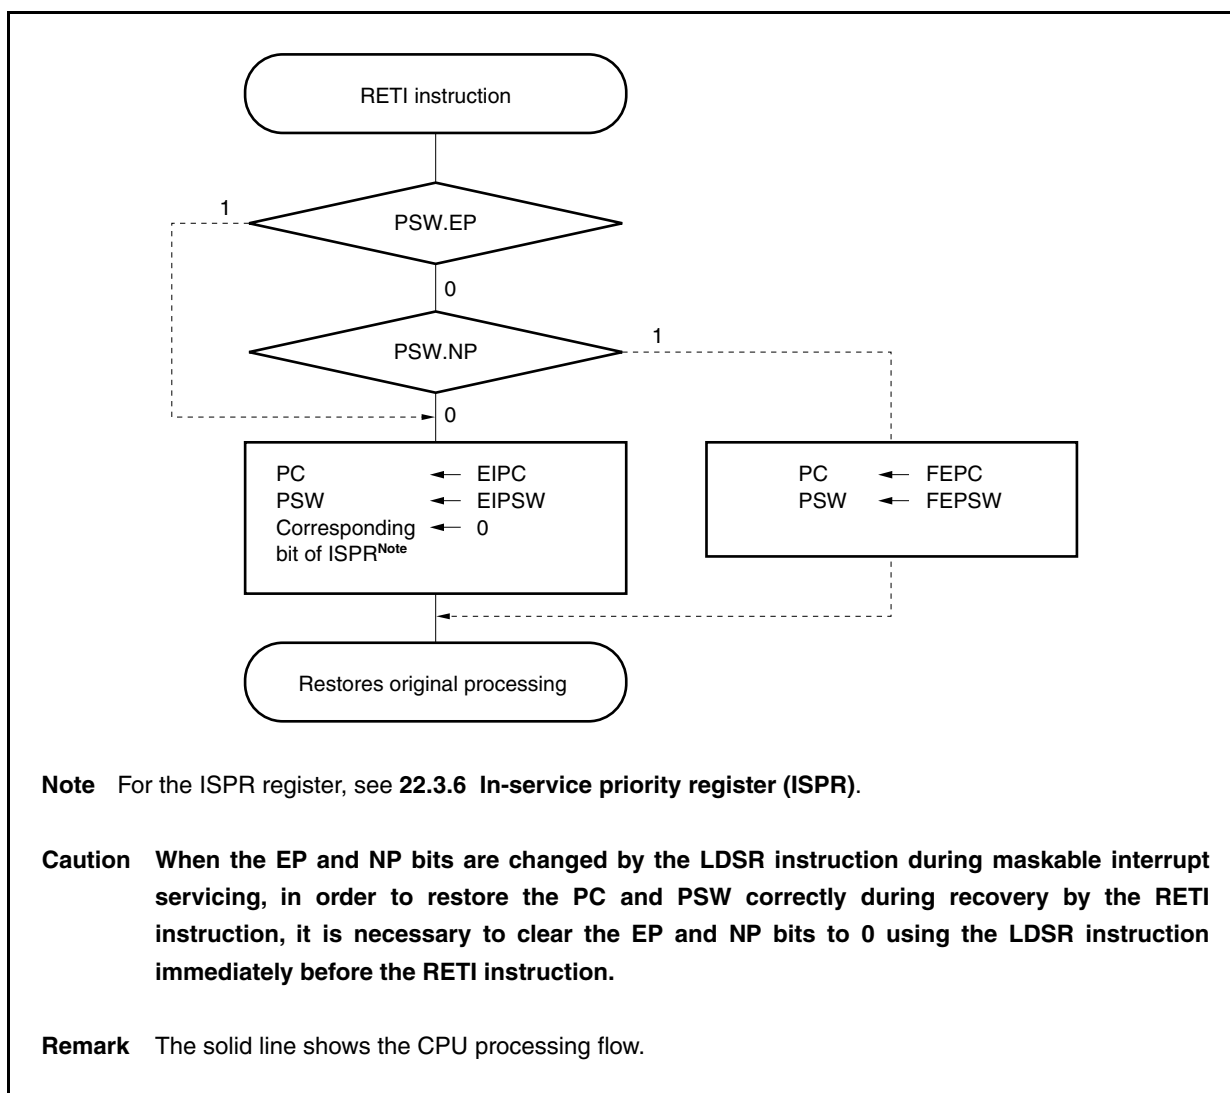 RETI instruction
1
PSW.EP
0
1
PSW.NP
0
PC ← EIPC
PSW ← EIPSW
Corresponding ← 0
bit of ISPRNote
PC ← FEPC
PSW ← FEPSW
Restores original processing
Note For the ISPR register, see 22.3.6 In-service priority register (ISPR).
Caution When the EP and NP bits are changed by the LDSR instruction during maskable interrupt
servicing, in order to restore the PC and PSW correctly during recovery by the RETI
instruction, it is necessary to clear the EP and NP bits to 0 using the LDSR instruction
immediately before the RETI instruction.
Remark The solid line shows the CPU processing flow.